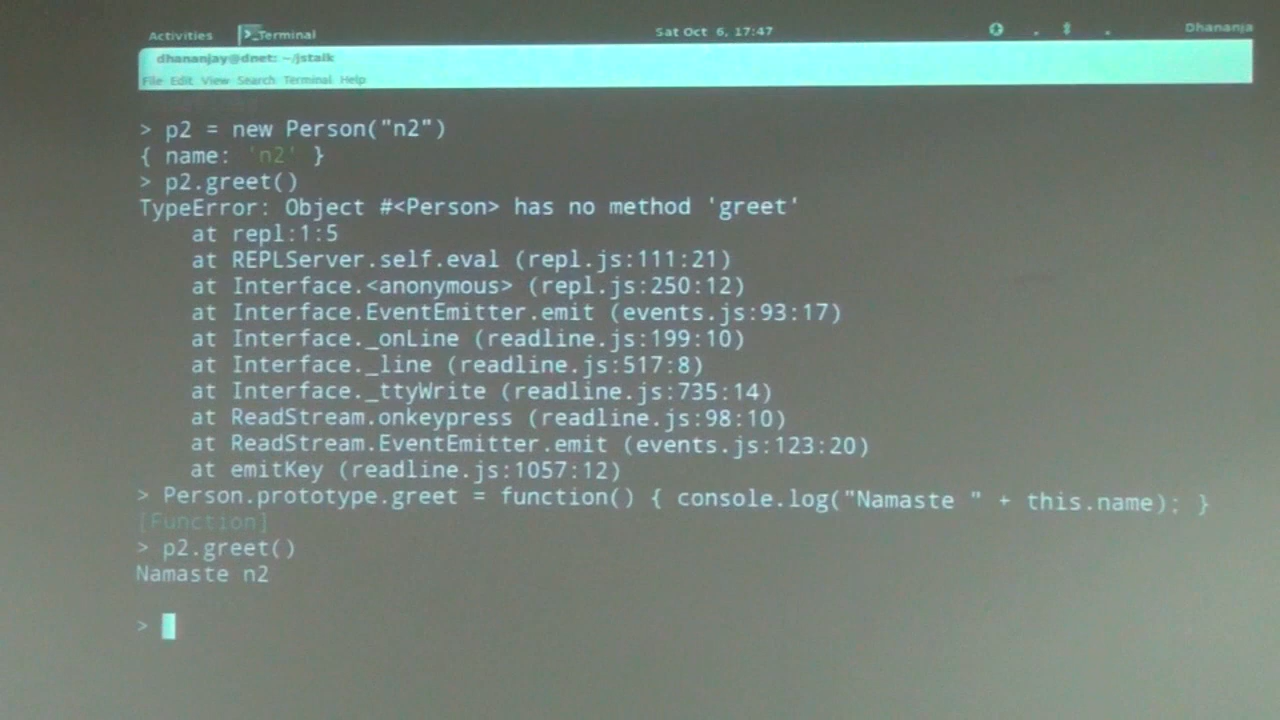 Activities Terminal Sat Oct 6, 17:47 Dhananja
dhananjay@dnet: ~/jstalk
File Edit View Search Terminal Help
> p2 = new Person("n2")
{ name: 'n2' }
> p2.greet()
TypeError: Object #<Person> has no method 'greet'
    at repl:1:5
    at REPLServer.self.eval (repl.js:111:21)
    at Interface.<anonymous> (repl.js:250:12)
    at Interface.EventEmitter.emit (events.js:93:17)
    at Interface._onLine (readline.js:199:10)
    at Interface._line (readline.js:517:8)
    at Interface._ttyWrite (readline.js:735:14)
    at ReadStream.onkeypress (readline.js:98:10)
    at ReadStream.EventEmitter.emit (events.js:123:20)
    at emitKey (readline.js:1057:12)
> Person.prototype.greet = function() { console.log("Namaste " + this.name); }
[Function]
> p2.greet()
Namaste n2
>